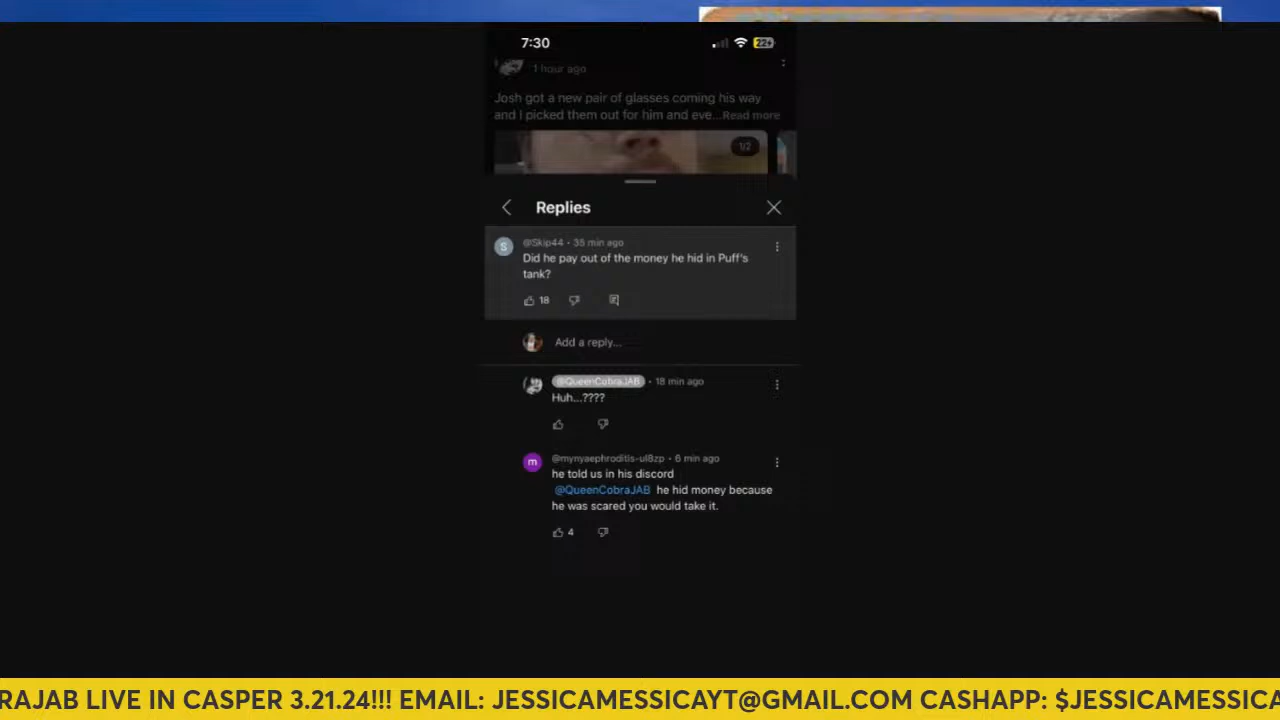 7:30
22+
1 hour ago
Josh got a new pair of glasses coming his way
and I picked them out for him and eve...Read more
1/2
Replies
S
@Skip44 · 35 min ago
Did he pay out of the money he hid in Puff's
tank?
18
Add a reply...
@QueenCobraJAB · 18 min ago
Huh...????
m
@mynyaephroditis-ul8zp · 6 min ago
he told us in his discord
@QueenCobraJAB he hid money because
he was scared you would take it.
4
RAJAB LIVE IN CASPER 3.21.24!!! EMAIL: JESSICAMESSICAYT@GMAIL.COM CASHAPP: $JESSICAMESSICA